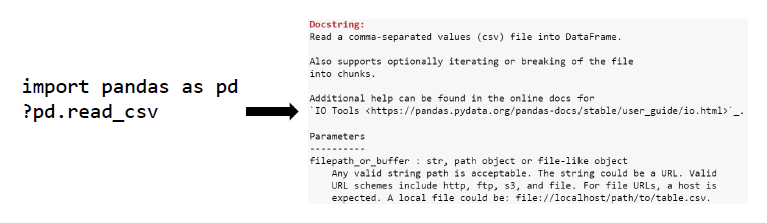 import pandas as pd
?pd.read_csv
Docstring:
Read a comma-separated values (csv) file into DataFrame.
Also supports optionally iterating or breaking of the file
into chunks.
Additional help can be found in the online docs for
`IO Tools <https://pandas.pydata.org/pandas-docs/stable/user_guide/io.html>`_.
Parameters
----------
filepath_or_buffer : str, path object or file-like object
Any valid string path is acceptable. The string could be a URL. Valid
URL schemes include http, ftp, s3, and file. For file URLs, a host is
expected. A local file could be: file://localhost/path/to/table.csv.